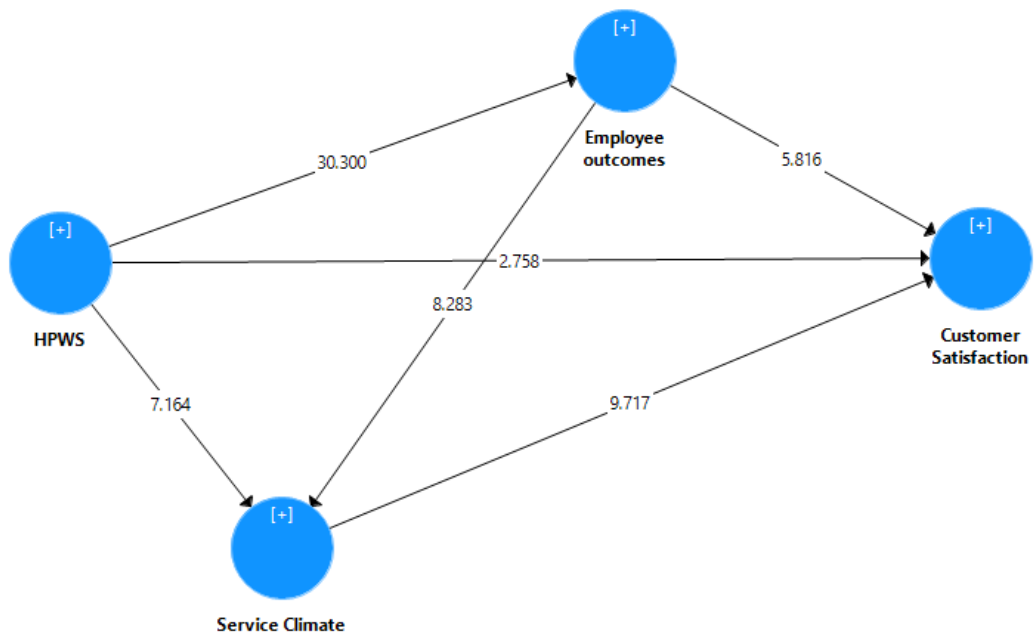 [+]
Employee
outcomes
30.300
5.816
[+]
HPWS
[+]
Customer
Satisfaction
2.758
8.283
7.164
9.717
[+]
Service Climate